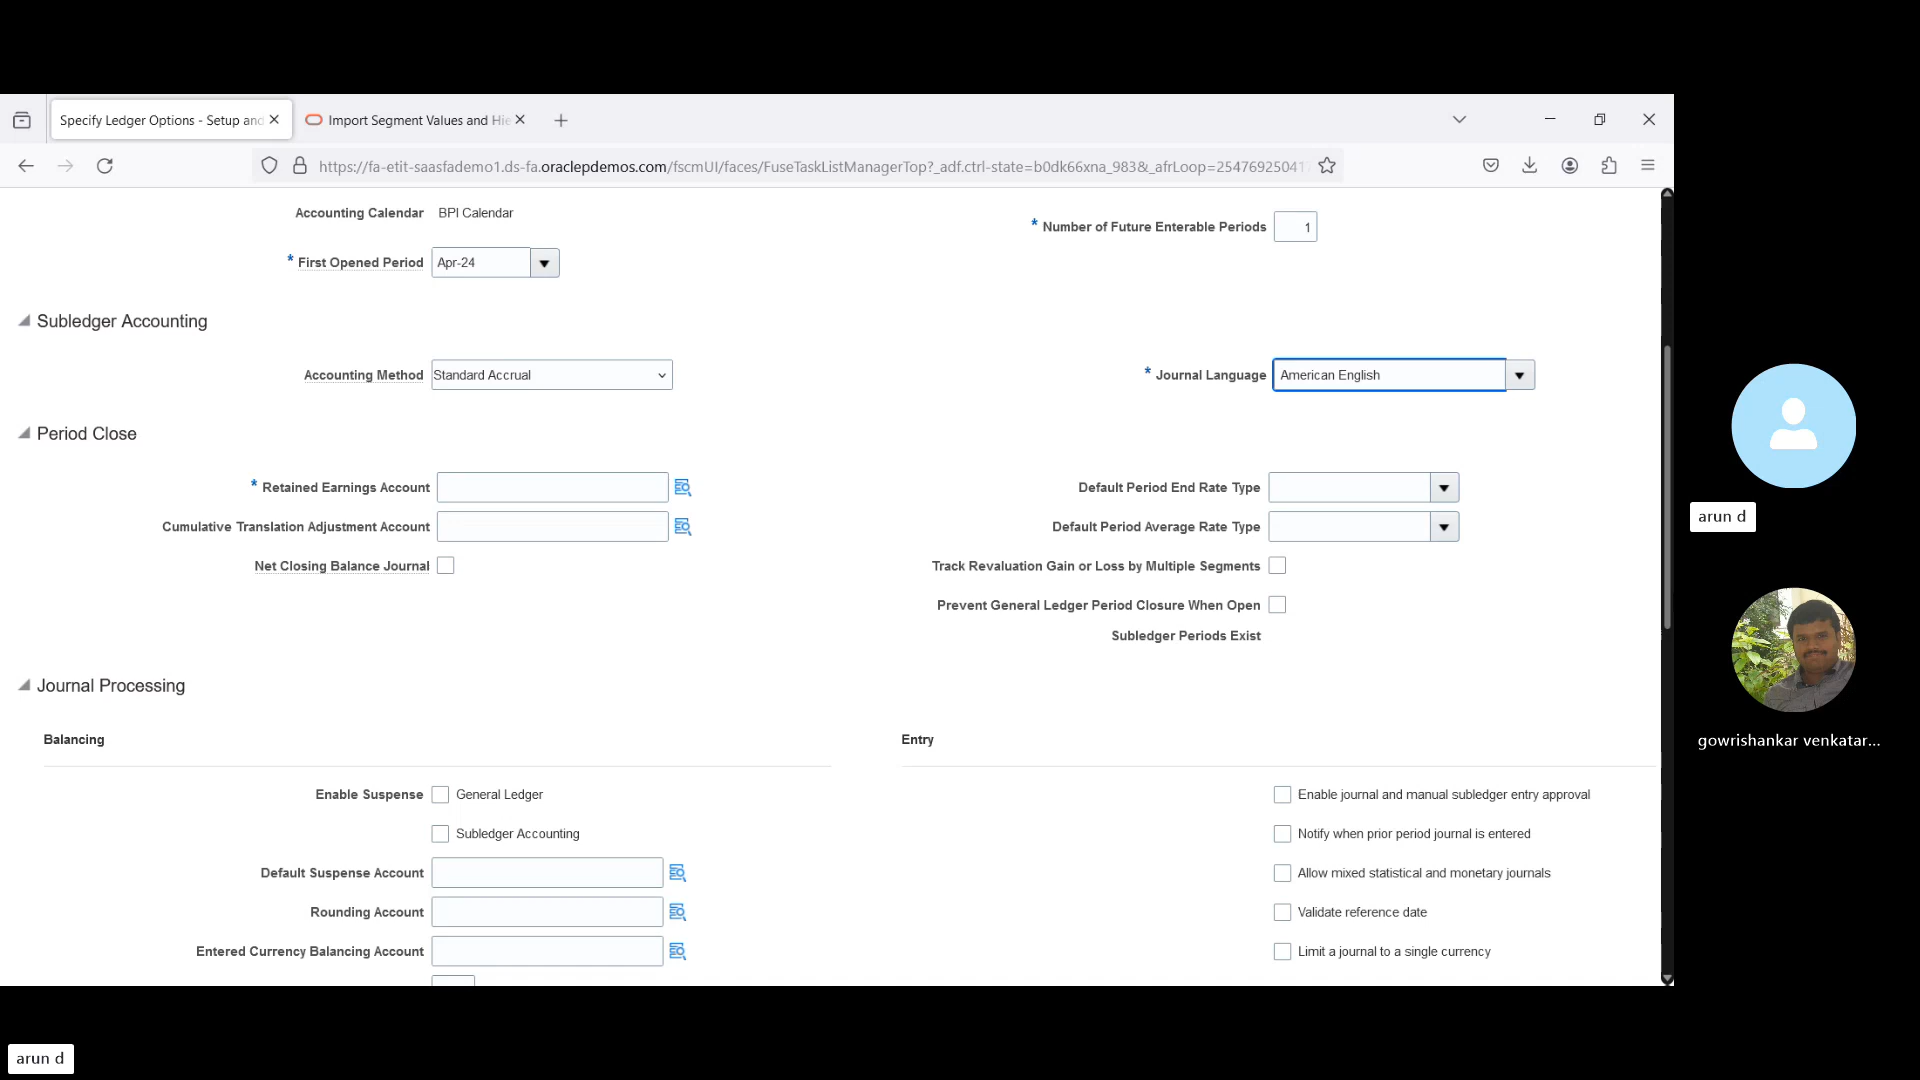 Specify Ledger Options - Setup and
Import Segment Values and Hie
https://fa-etit-saasfademo1.ds-fa.oraclepdemos.com/fscmUI/faces/FuseTaskListManagerTop?_adf.ctrl-state=b0dk66xna_983&_afrLoop=25476925041
Accounting Calendar BPI Calendar
* Number of Future Enterable Periods 1
* First Opened Period Apr-24
Subledger Accounting
Accounting Method Standard Accrual
* Journal Language American English
Period Close
* Retained Earnings Account
Default Period End Rate Type
Cumulative Translation Adjustment Account
Default Period Average Rate Type
Net Closing Balance Journal
Track Revaluation Gain or Loss by Multiple Segments
Prevent General Ledger Period Closure When Open
Subledger Periods Exist
Journal Processing
Balancing
Entry
Enable Suspense General Ledger
Enable journal and manual subledger entry approval
Subledger Accounting
Notify when prior period journal is entered
Default Suspense Account
Allow mixed statistical and monetary journals
Rounding Account
Validate reference date
Entered Currency Balancing Account
Limit a journal to a single currency
arun d
gowrishankar venkatar...
arun d